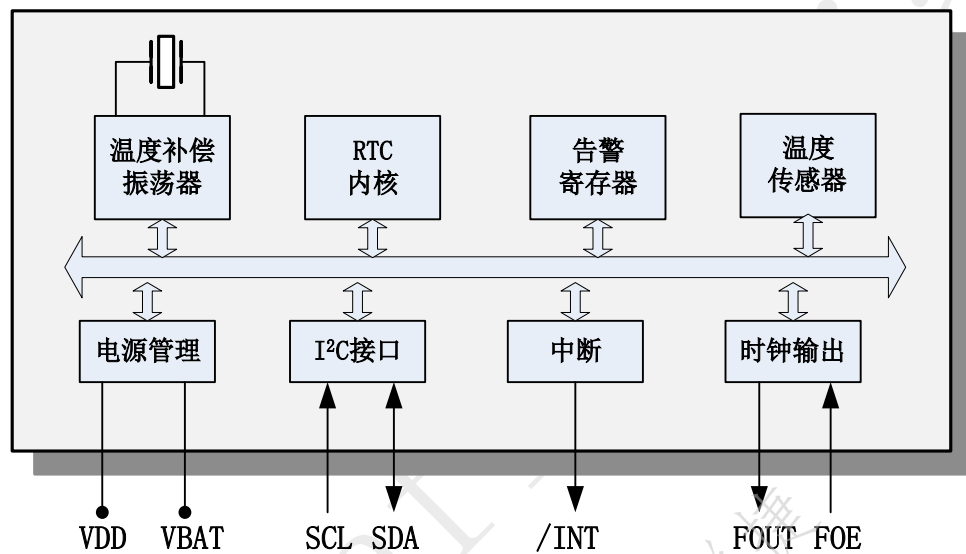 温度补偿
振荡器
RTC
内核
告警
寄存器
温度
传感器
电源管理
I²C接口
中断
时钟输出
VDD VBAT SCL SDA /INT FOUT FOE